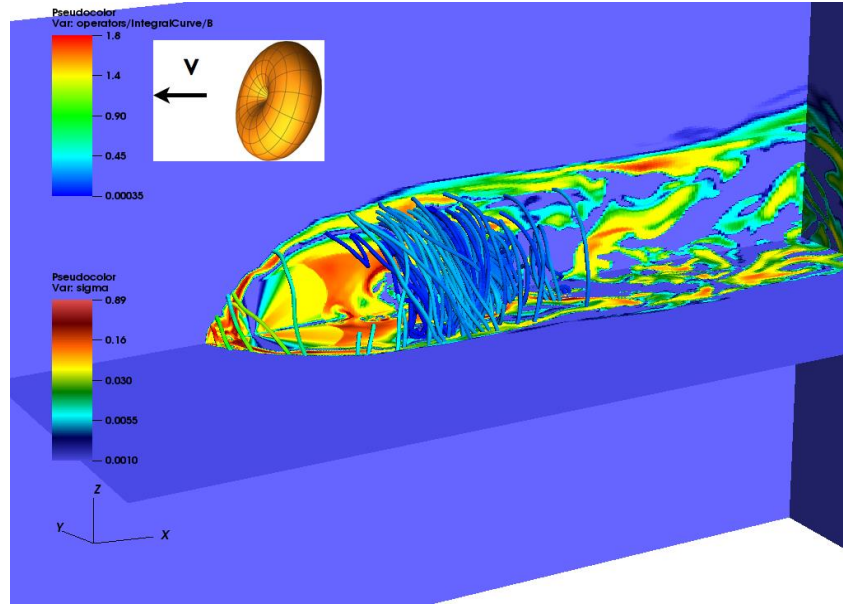 Pseudocolor
Var: operators/IntegralCurve/B
1.8
1.4
0.90
0.45
0.00035
V
Pseudocolor
Var: sigma
0.89
0.16
0.030
0.0055
0.0010
Z
Y
X